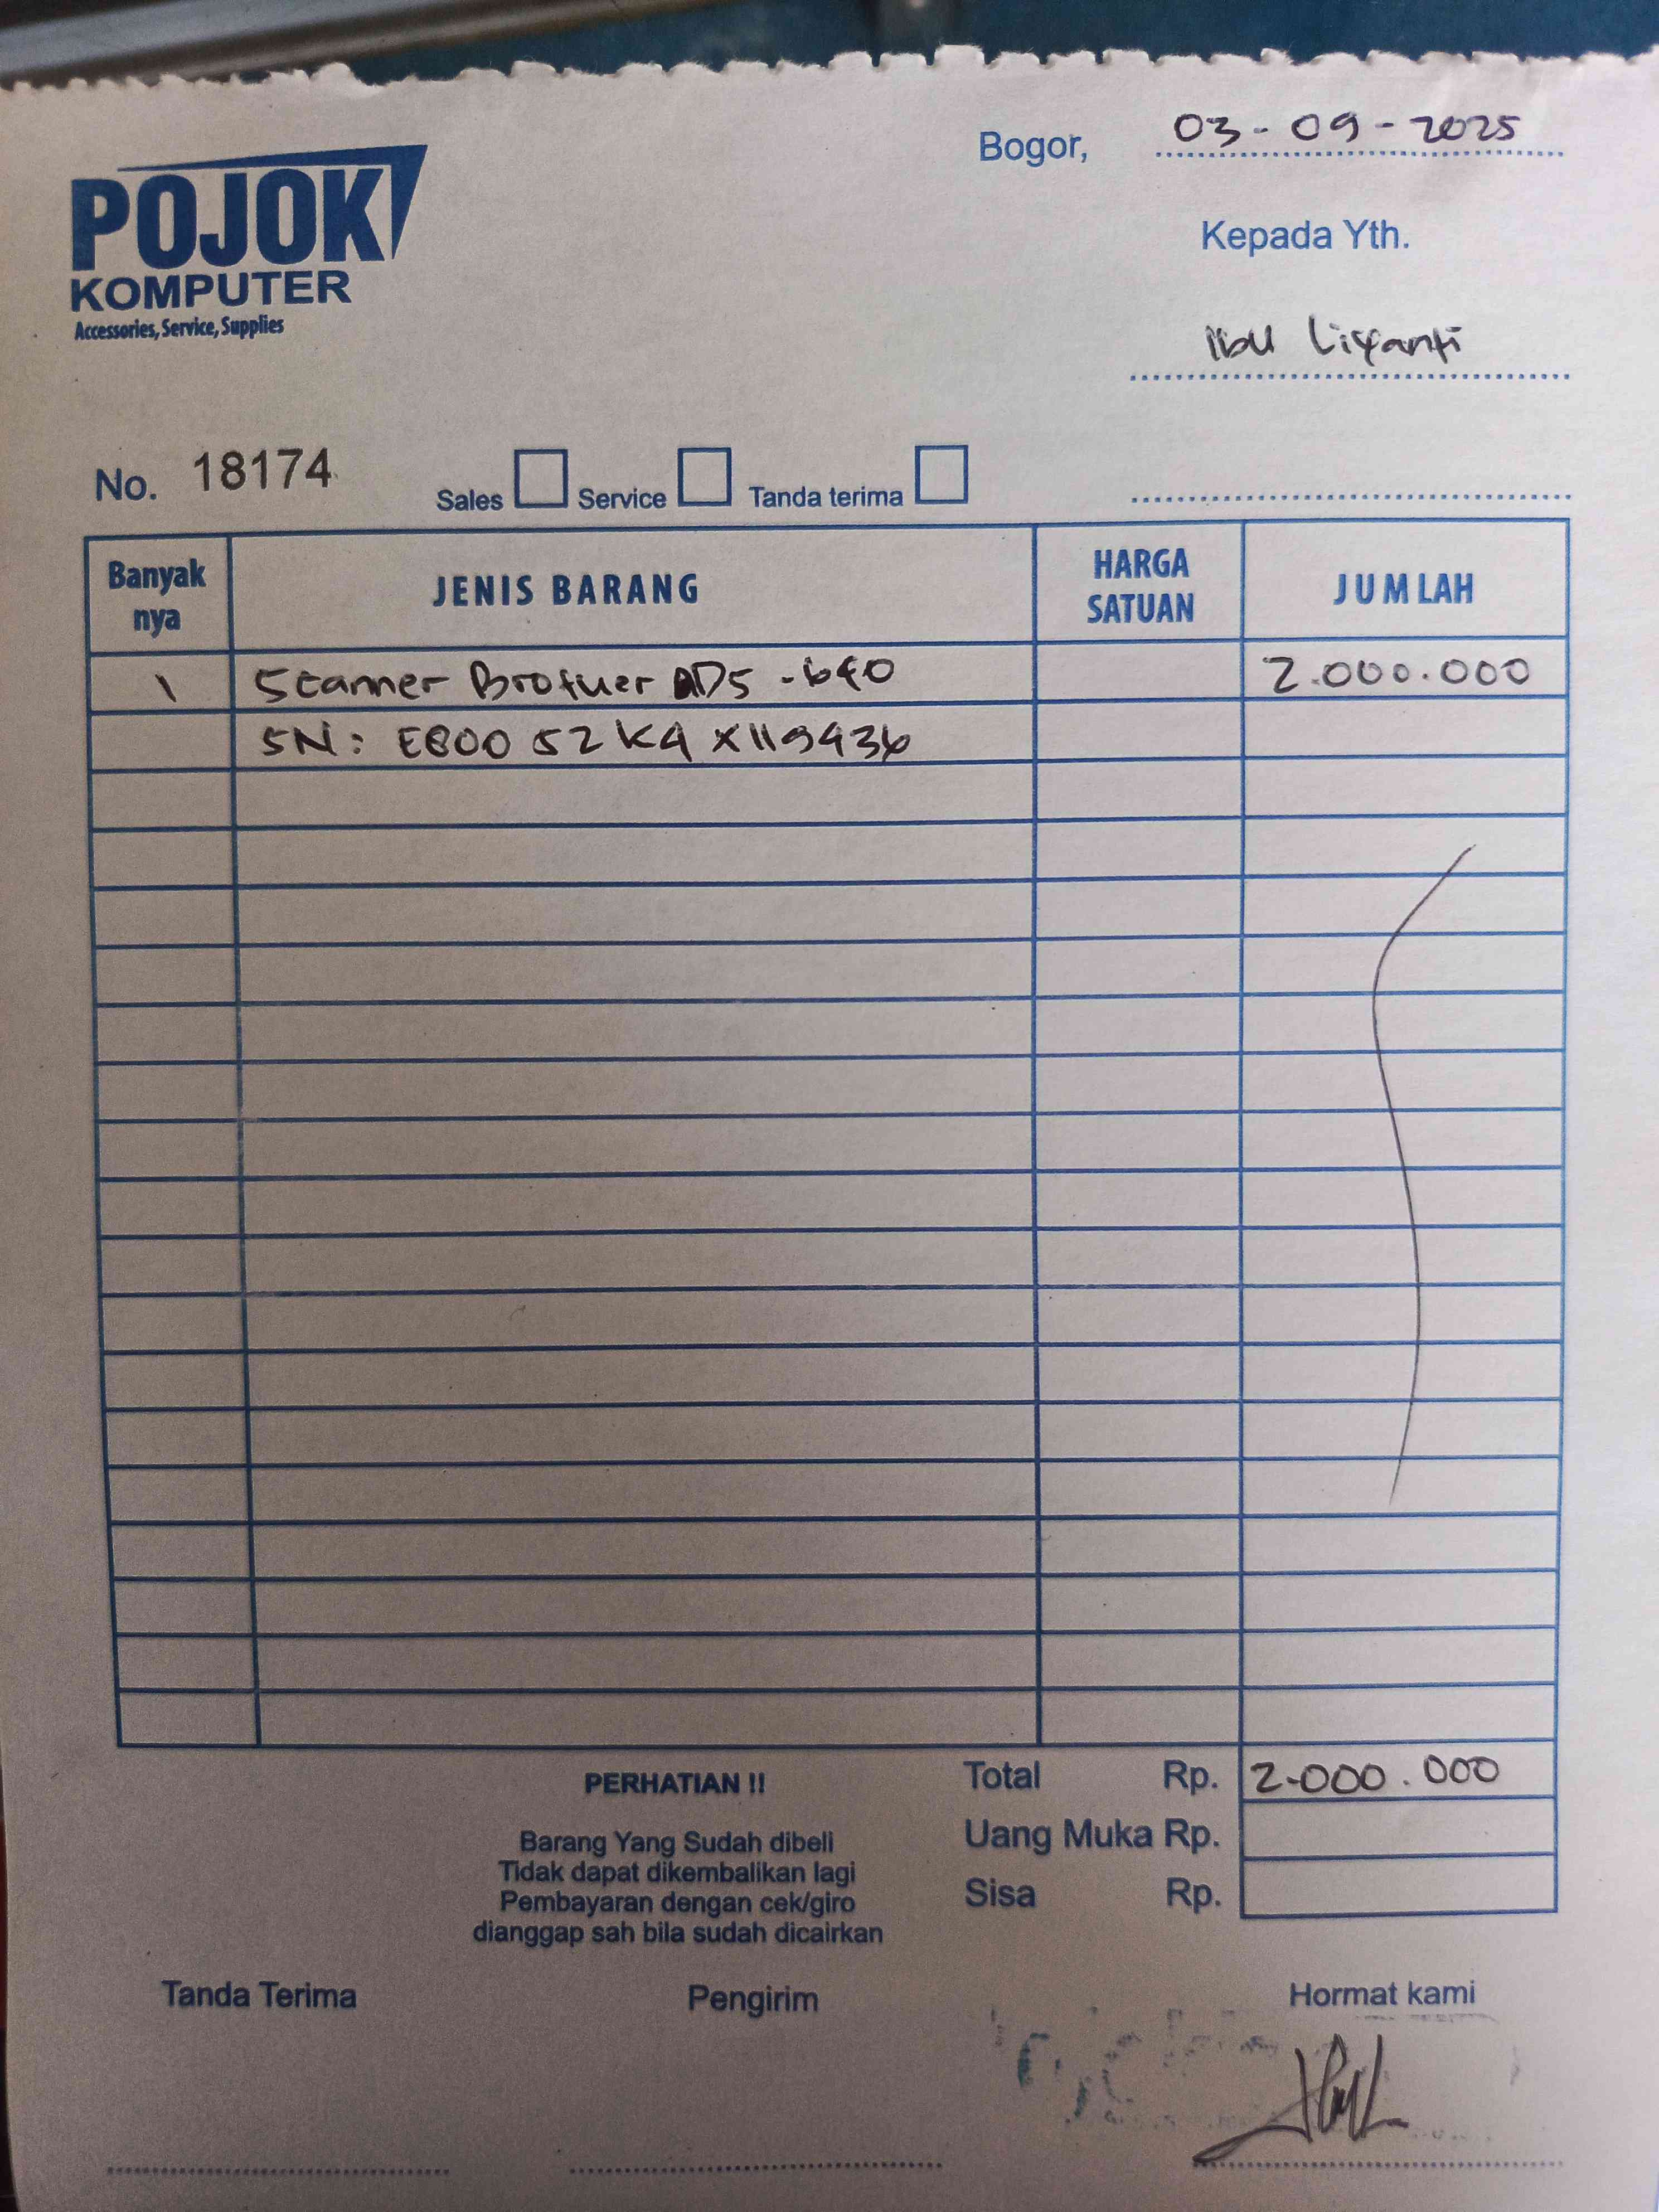 Bogor, 03-09-2025
POJOK
KOMPUTER
Accessories, Service, Supplies
Kepada Yth.
Ibu Liyanti
No. 18174 Sales Service Tanda terima
Banyak nya JENIS BARANG HARGA SATUAN JUMLAH
1 Scanner Brother ADS -640 2.000.000
SN: E80052K4X119436
Total Rp. 2.000.000
Uang Muka Rp.
Sisa Rp.
PERHATIAN !!
Barang Yang Sudah dibeli
Tidak dapat dikembalikan lagi
Pembayaran dengan cek/giro
dianggap sah bila sudah dicairkan
Tanda Terima Pengirim Hormat kami